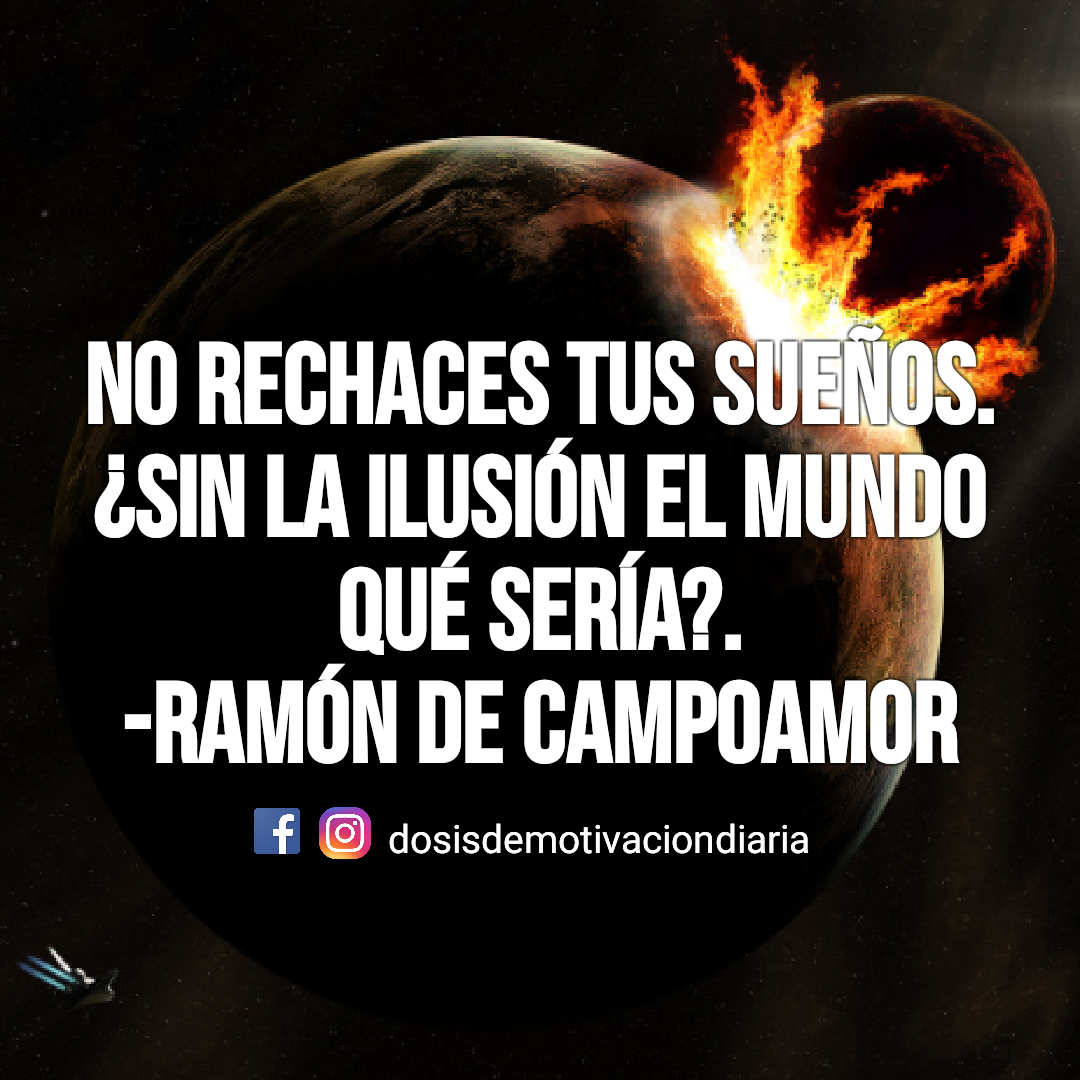 NO RECHACES TUS SUEÑOS.
¿SIN LA ILUSIÓN EL MUNDO
QUÉ SERÍA?.
-RAMÓN DE CAMPOAMOR
dosisdemotivaciondiaria